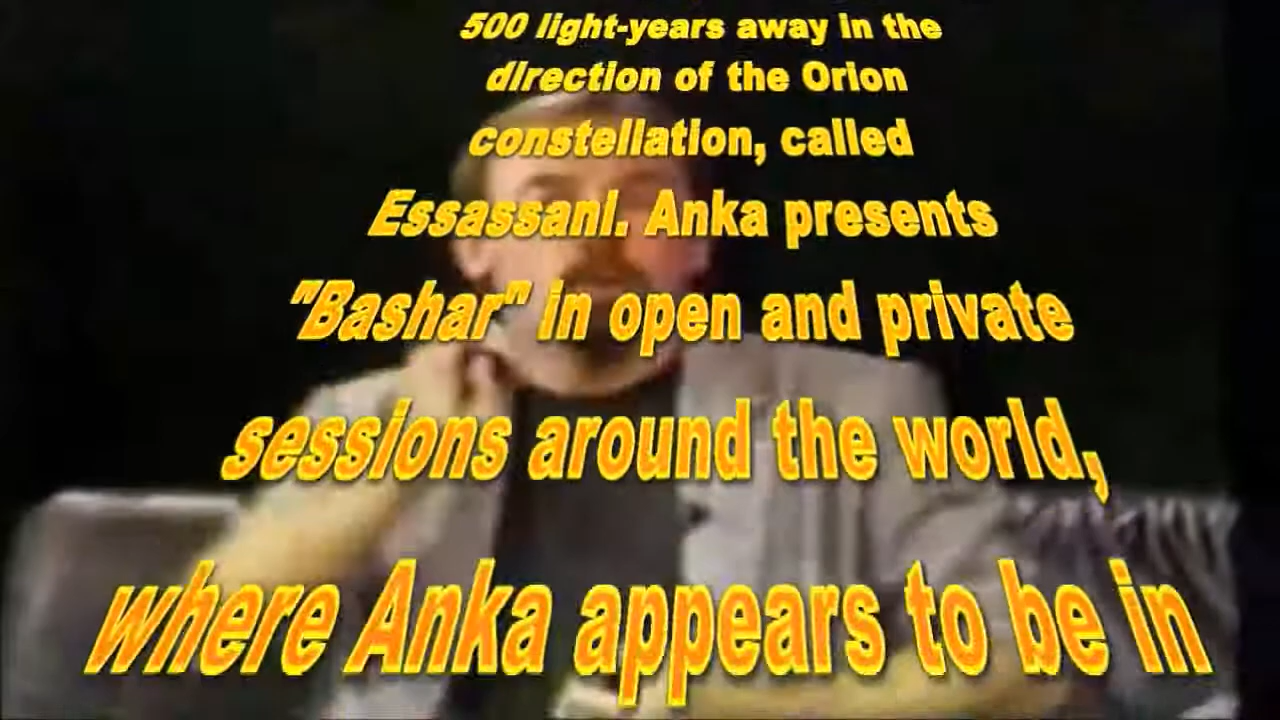 500 light-years away in the
direction of the Orion
constellation, called
Essassani. Anka presents
"Bashar" in open and private
sessions around the world,
where Anka appears to be in